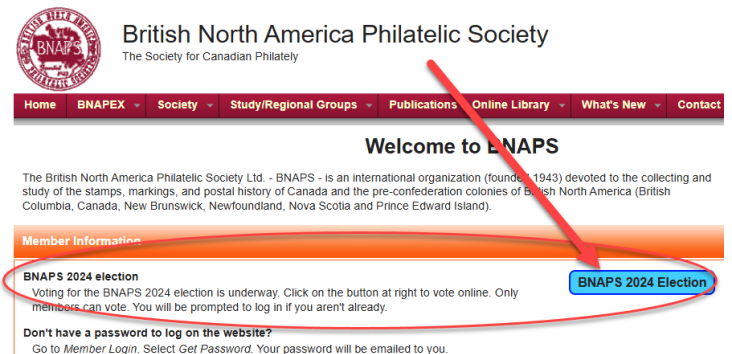 BNAPS
British North America Philatelic Society
The Society for Canadian Philately
Home BNAPEX Society Study/Regional Groups Publications Online Library What's New Contact
Welcome to BNAPS
The British North America Philatelic Society Ltd. - BNAPS - is an international organization (founded 1943) devoted to the collecting and
study of the stamps, markings, and postal history of Canada and the pre-confederation colonies of British North America (British
Columbia, Canada, New Brunswick, Newfoundland, Nova Scotia and Prince Edward Island).
Member Information
BNAPS 2024 election
Voting for the BNAPS 2024 election is underway. Click on the button at right to vote online. Only
members can vote. You will be prompted to log in if you aren't already.
BNAPS 2024 Election
Don't have a password to log on the website?
Go to Member Login. Select Get Password. Your password will be emailed to you.